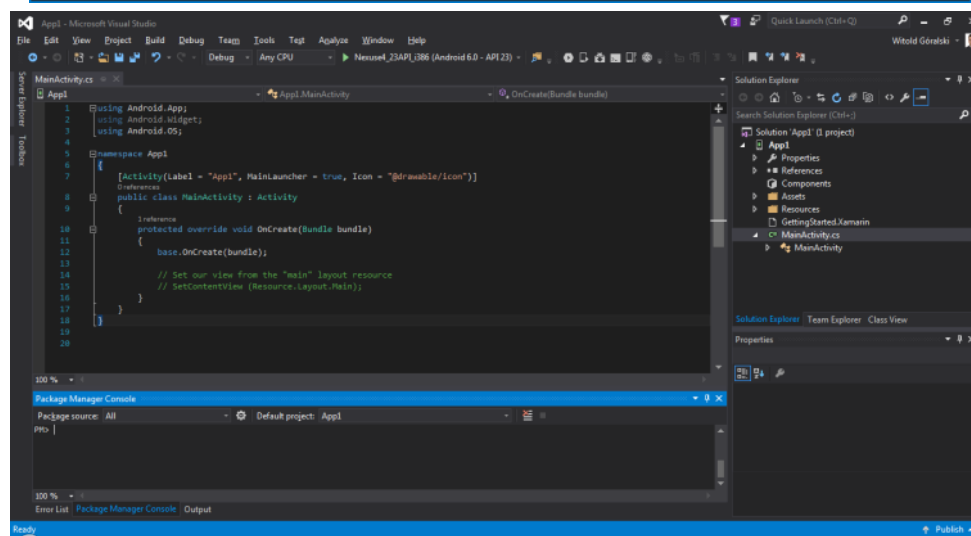 App1 - Microsoft Visual Studio
3
Quick Launch (Ctrl+Q)
File Edit View Project Build Debug Team Tools Test Analyze Window Help
Witold Góralski
Debug Any CPU Nexuse4_23API_i386 (Android 6.0 - API 23)
Server Explorer
Toolbox
MainActivity.cs
App1 App1.MainActivity OnCreate(Bundle bundle)
1 using Android.App;
2 using Android.Widget;
3 using Android.OS;
4
5 namespace App1
6 {
7 [Activity(Label = "App1", MainLauncher = true, Icon = "@drawable/icon")]
0 references
8 public class MainActivity : Activity
9 {
1 reference
10 protected override void OnCreate(Bundle bundle)
11 {
12 base.OnCreate(bundle);
13
14 // Set our view from the "main" layout resource
15 // SetContentView (Resource.Layout.Main);
16 }
17 }
18 }
19
20
100 %
Package Manager Console
Package source: All Default project: App1
PM>
100 %
Error List Package Manager Console Output
Ready
Solution Explorer
Search Solution Explorer (Ctrl+;)
Solution 'App1' (1 project)
App1
Properties
References
Components
Assets
Resources
GettingStarted.Xamarin
MainActivity.cs
MainActivity
Solution Explorer Team Explorer Class View
Properties
Publish